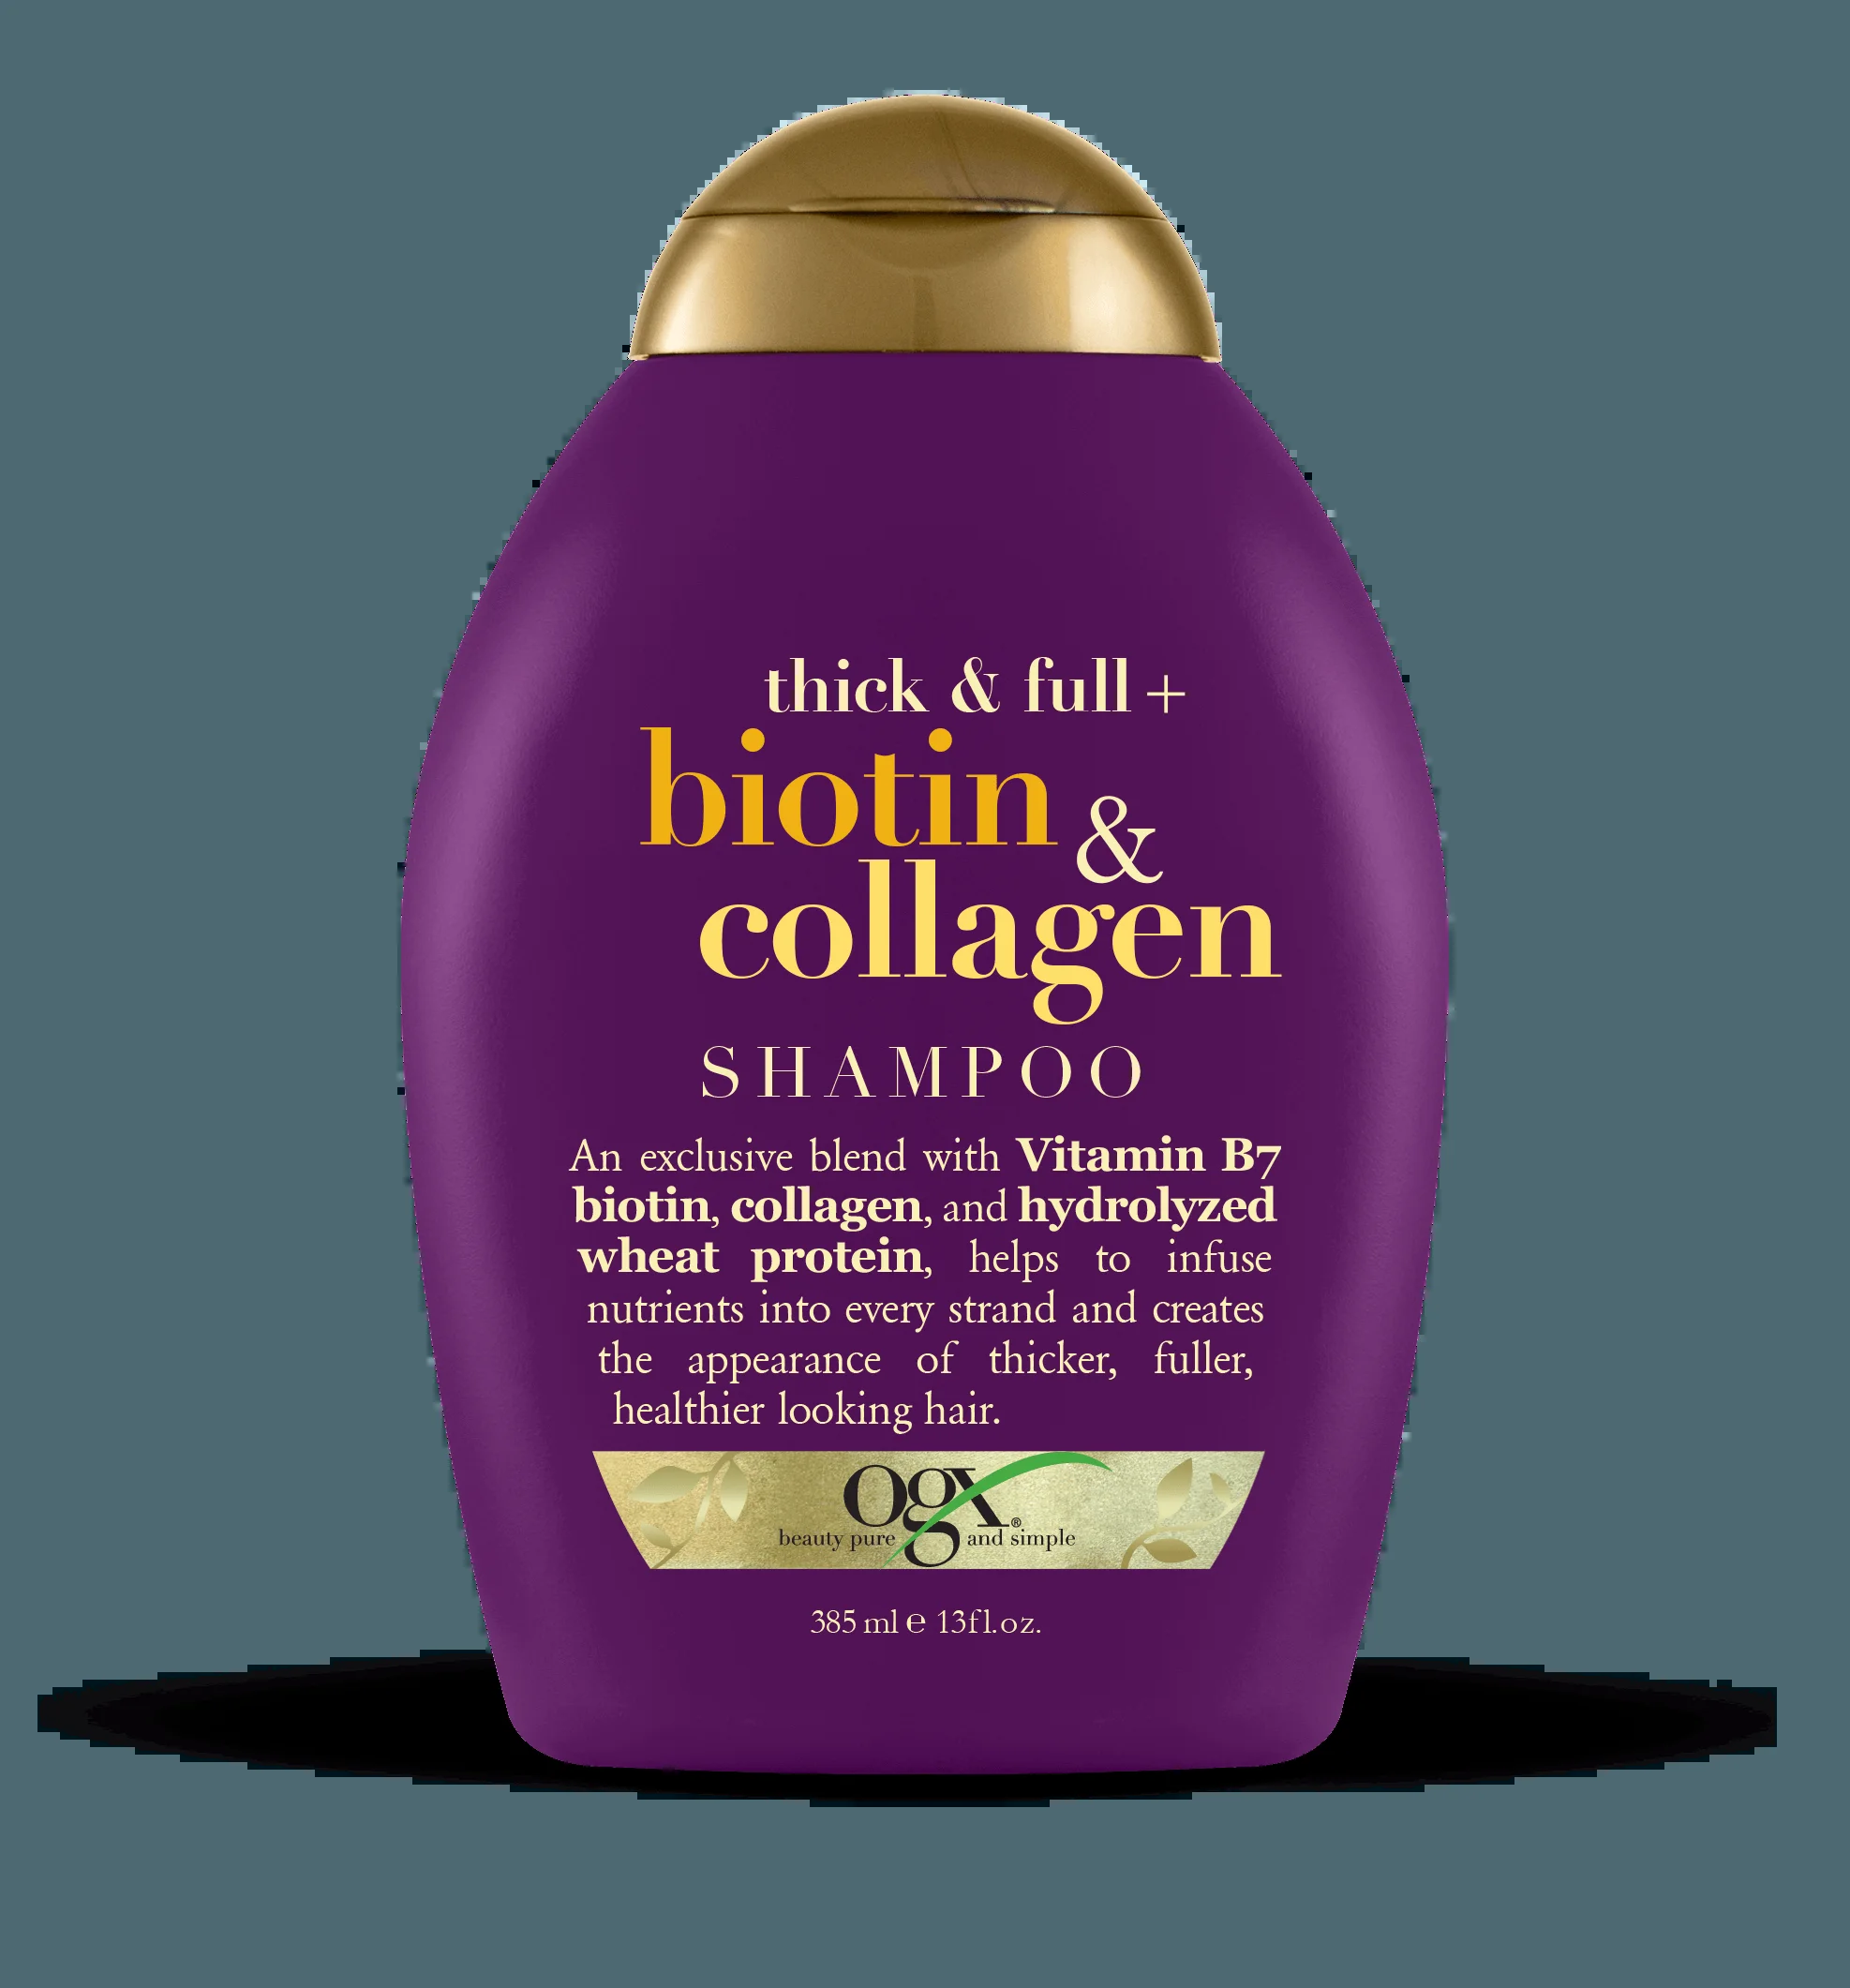 thick & full +
biotin &
collagen
SHAMPOO
An exclusive blend with Vitamin B7
biotin, collagen, and hydrolyzed
wheat protein, helps to infuse
nutrients into every strand and creates
the appearance of thicker, fuller,
healthier looking hair.
ogx®
beauty pure and simple
385 ml ℮ 13fl.oz.